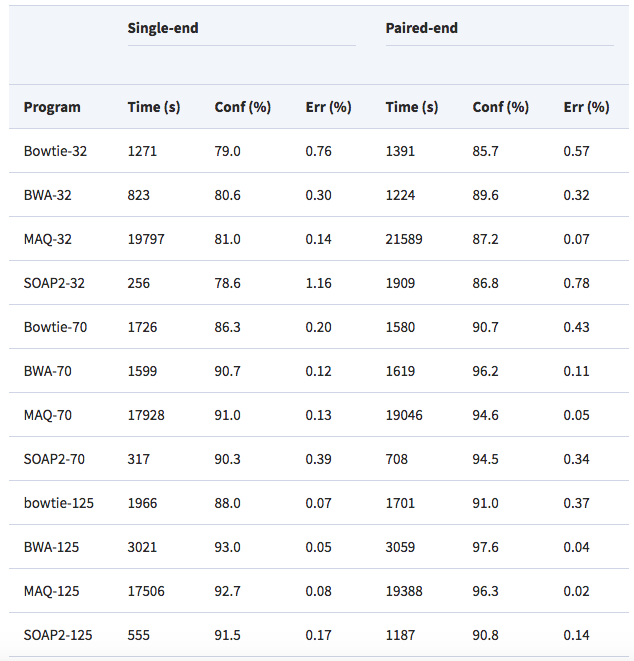 Single-end Paired-end
Program Time (s) Conf (%) Err (%) Time (s) Conf (%) Err (%)
Bowtie-32 1271 79.0 0.76 1391 85.7 0.57
BWA-32 823 80.6 0.30 1224 89.6 0.32
MAQ-32 19797 81.0 0.14 21589 87.2 0.07
SOAP2-32 256 78.6 1.16 1909 86.8 0.78
Bowtie-70 1726 86.3 0.20 1580 90.7 0.43
BWA-70 1599 90.7 0.12 1619 96.2 0.11
MAQ-70 17928 91.0 0.13 19046 94.6 0.05
SOAP2-70 317 90.3 0.39 708 94.5 0.34
bowtie-125 1966 88.0 0.07 1701 91.0 0.37
BWA-125 3021 93.0 0.05 3059 97.6 0.04
MAQ-125 17506 92.7 0.08 19388 96.3 0.02
SOAP2-125 555 91.5 0.17 1187 90.8 0.14